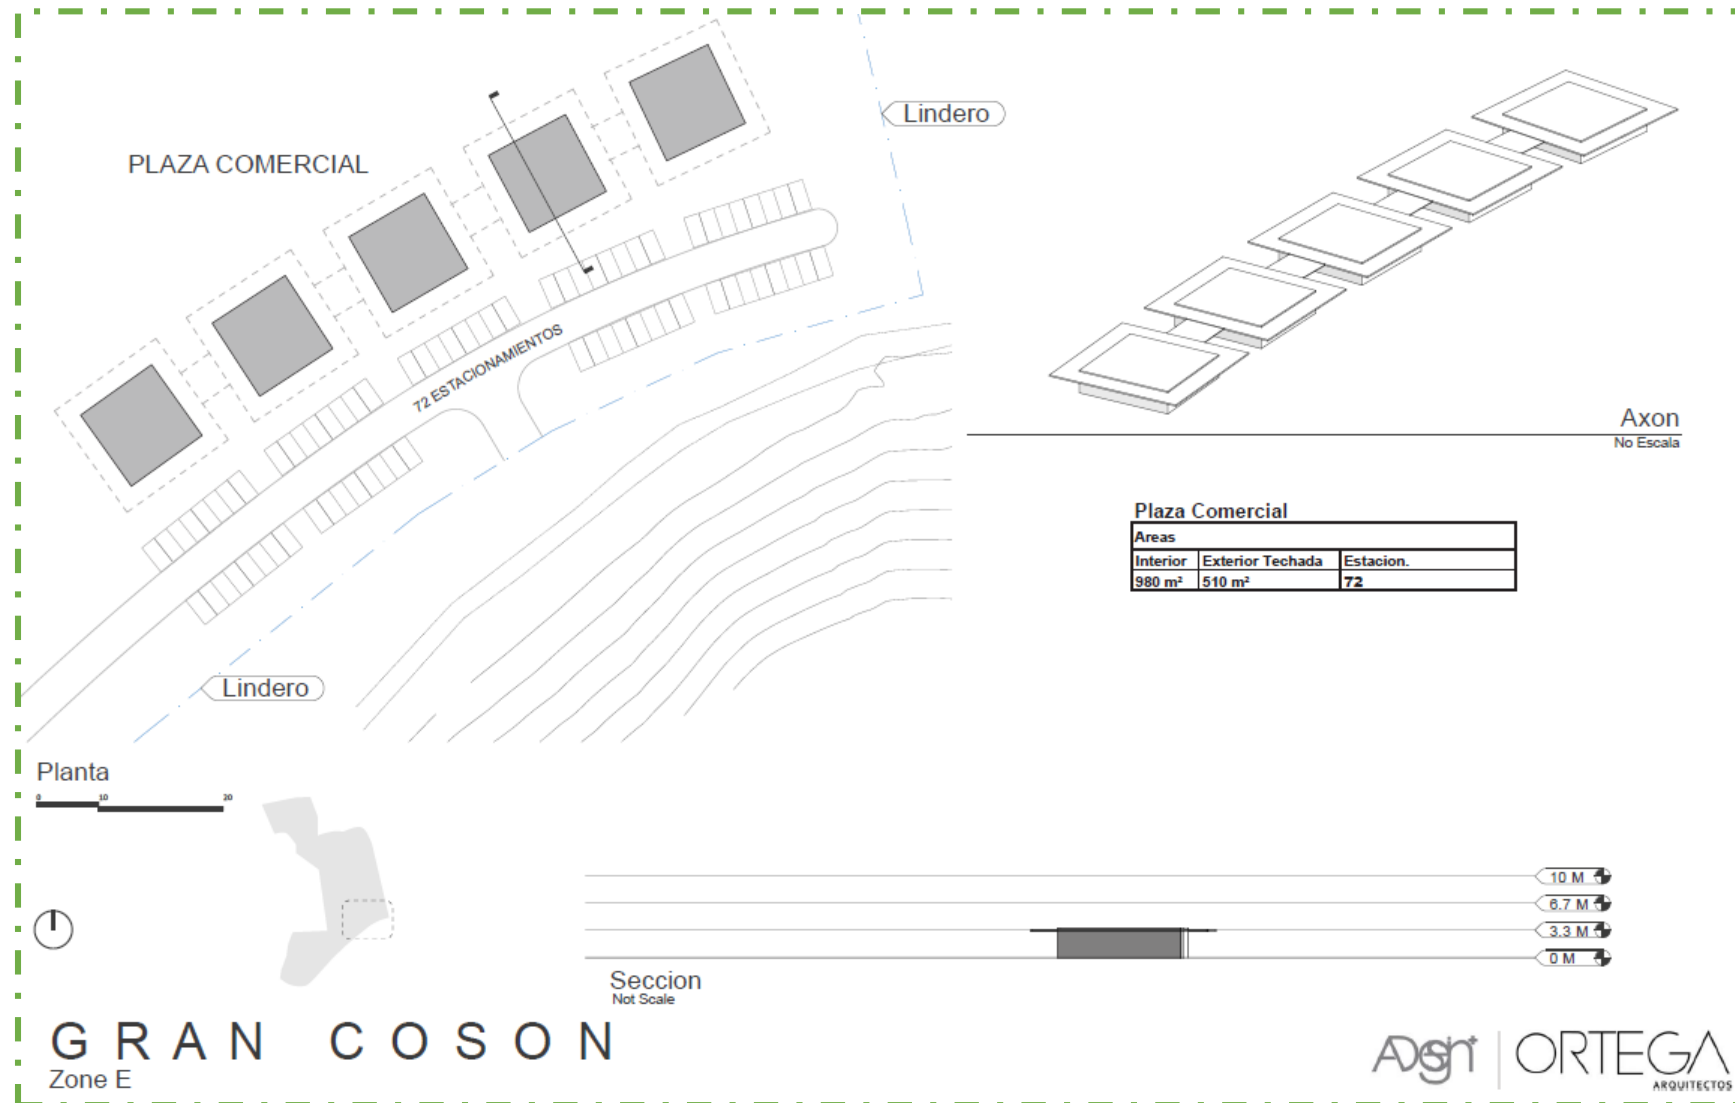 PLAZA COMERCIAL
Lindero
72 ESTACIONAMIENTOS
Lindero
Axon
No Escala
Plaza Comercial
Areas
Interior Exterior Techada Estacion.
980 m² 510 m² 72
Planta
0 10 20
10 M
6.7 M
3.3 M
0 M
Seccion
Not Scale
GRAN COSON
Zone E
ADesign+
ORTEGA
ARQUITECTOS